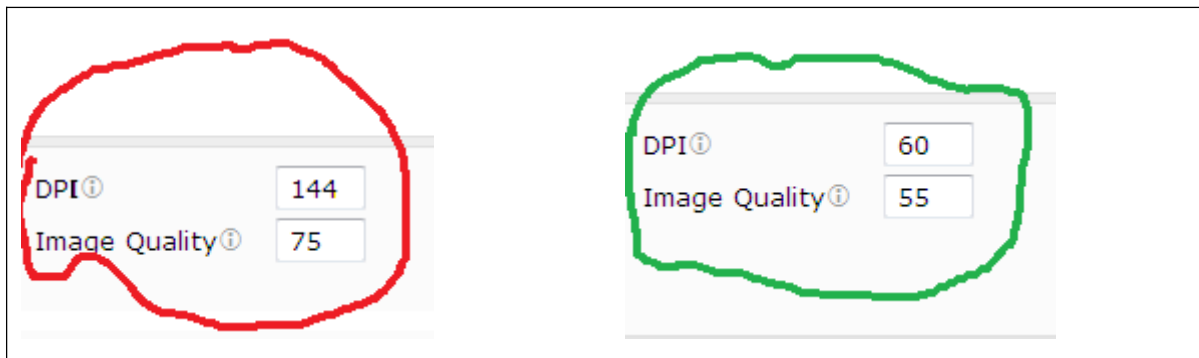 DPI ⓘ 144
Image Quality ⓘ 75
DPI ⓘ 60
Image Quality ⓘ 55